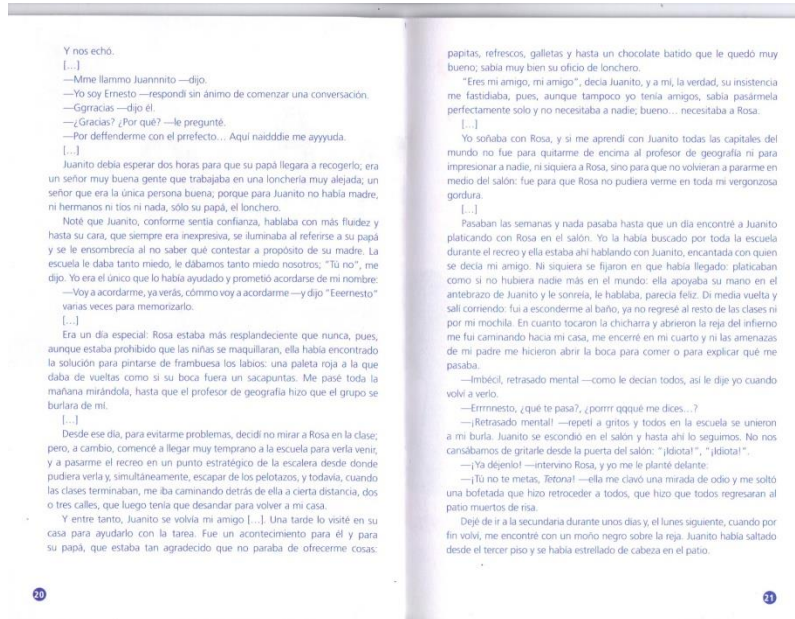 Y nos echó.
[...]
—Mme llammo Juannnito —dijo.
—Yo soy Ernesto —respondí sin ánimo de comenzar una conversación.
—Ggrracias —dijo él.
—¿Gracias? ¿Por qué? —le pregunté.
—Por deffenderme con el prrefecto... Aquí naidddie me ayyyuda.
[...]
Juanito debía esperar dos horas para que su papá llegara a recogerlo; era
un señor muy buena gente que trabajaba en una lonchería muy alejada; un
señor que era la única persona buena; porque para Juanito no había madre,
ni hermanos ni tíos ni nada, sólo su papá, el lonchero.
Noté que Juanito, conforme sentía confianza, hablaba con más fluidez y
hasta su cara, que siempre era inexpresiva, se iluminaba al referirse a su papá
y se le ensombrecía al no saber qué contestar a propósito de su madre. La
escuela le daba tanto miedo, le dábamos tanto miedo nosotros; "Tú no", me
dijo. Yo era el único que lo había ayudado y prometió acordarse de mi nombre:
—Voy a acordarme, ya verás, cómmo voy a acordarme —y dijo "Eeernesto"
varias veces para memorizarlo.
[...]
Era un día especial: Rosa estaba más resplandeciente que nunca, pues,
aunque estaba prohibido que las niñas se maquillaran, ella había encontrado
la solución para pintarse de frambuesa los labios: una paleta roja a la que
daba de vueltas como si su boca fuera un sacapuntas. Me pasé toda la
mañana mirándola, hasta que el profesor de geografía hizo que el grupo se
burlara de mí.
[...]
Desde ese día, para evitarme problemas, decidí no mirar a Rosa en la clase;
pero, a cambio, comencé a llegar muy temprano a la escuela para verla venir,
y a pasarme el recreo en un punto estratégico de la escalera desde donde
pudiera verla y, simultáneamente, escapar de los pelotazos, y todavía, cuando
las clases terminaban, me iba caminando detrás de ella a cierta distancia, dos
o tres calles, que luego tenía que desandar para volver a mi casa.
Y entre tanto, Juanito se volvía mi amigo [...]. Una tarde lo visité en su
casa para ayudarlo con la tarea. Fue un acontecimiento para él y para
su papá, que estaba tan agradecido que no paraba de ofrecerme cosas:
20
papitas, refrescos, galletas y hasta un chocolate batido que le quedó muy
bueno; sabía muy bien su oficio de lonchero.
"Eres mi amigo, mi amigo", decía Juanito, y a mí, la verdad, su insistencia
me fastidiaba, pues, aunque tampoco yo tenía amigos, sabía pasármela
perfectamente solo y no necesitaba a nadie; bueno... necesitaba a Rosa.
[...]
Yo soñaba con Rosa, y si me aprendí con Juanito todas las capitales del
mundo no fue para quitarme de encima al profesor de geografía ni para
impresionar a nadie, ni siquiera a Rosa, sino para que no volvieran a pararme en
medio del salón: fue para que Rosa no pudiera verme en toda mi vergonzosa
gordura.
[...]
Pasaban las semanas y nada pasaba hasta que un día encontré a Juanito
platicando con Rosa en el salón. Yo la había buscado por toda la escuela
durante el recreo y ella estaba ahí hablando con Juanito, encantada con quien
se decía mi amigo. Ni siquiera se fijaron en que había llegado: platicaban
como si no hubiera nadie más en el mundo: ella apoyaba su mano en el
antebrazo de Juanito y le sonreía, le hablaba, parecía feliz. Di media vuelta y
salí corriendo: fui a esconderme al baño, ya no regresé al resto de las clases ni
por mi mochila. En cuanto tocaron la chicharra y abrieron la reja del infierno
me fui caminando hacia mi casa, me encerré en mi cuarto y ni las amenazas
de mi padre me hicieron abrir la boca para comer o para explicar qué me
pasaba.
—Imbécil, retrasado mental —como le decían todos, así le dije yo cuando
volví a verlo.
—Errrnnesto, ¿qué te pasa?, ¿porrrr qqqué me dices...?
—¡Retrasado mental! —repetí a gritos y todos en la escuela se unieron
a mi burla. Juanito se escondió en el salón y hasta ahí lo seguimos. No nos
cansábamos de gritarle desde la puerta del salón: "¡Idiota!", "¡Idiota!".
—¡Ya déjenlo! —intervino Rosa, y yo me le planté delante:
—¡Tú no te metas, Tetona! —ella me clavó una mirada de odio y me soltó
una bofetada que hizo retroceder a todos, que hizo que todos regresaran al
patio muertos de risa.
Dejé de ir a la secundaria durante unos días y, el lunes siguiente, cuando por
fin volví, me encontré con un moño negro sobre la reja. Juanito había saltado
desde el tercer piso y se había estrellado de cabeza en el patio.
21